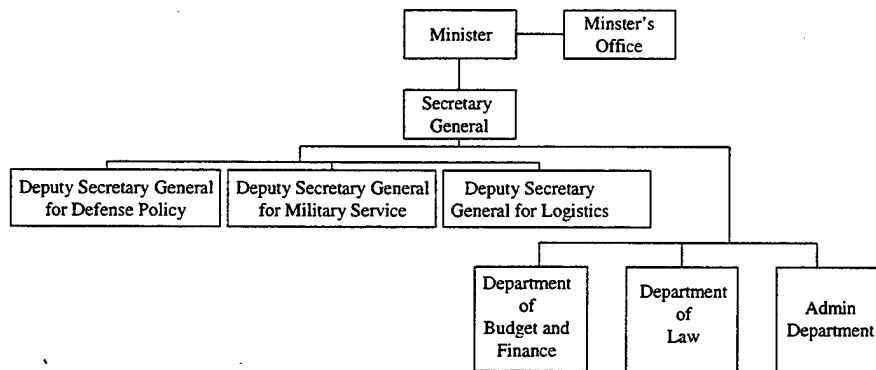 Minister
Minster's
Office
Secretary
General
Deputy Secretary General
for Defense Policy
Deputy Secretary General
for Military Service
Deputy Secretary
General for Logistics
Department
of
Budget and
Finance
Department
of
Law
Admin
Department